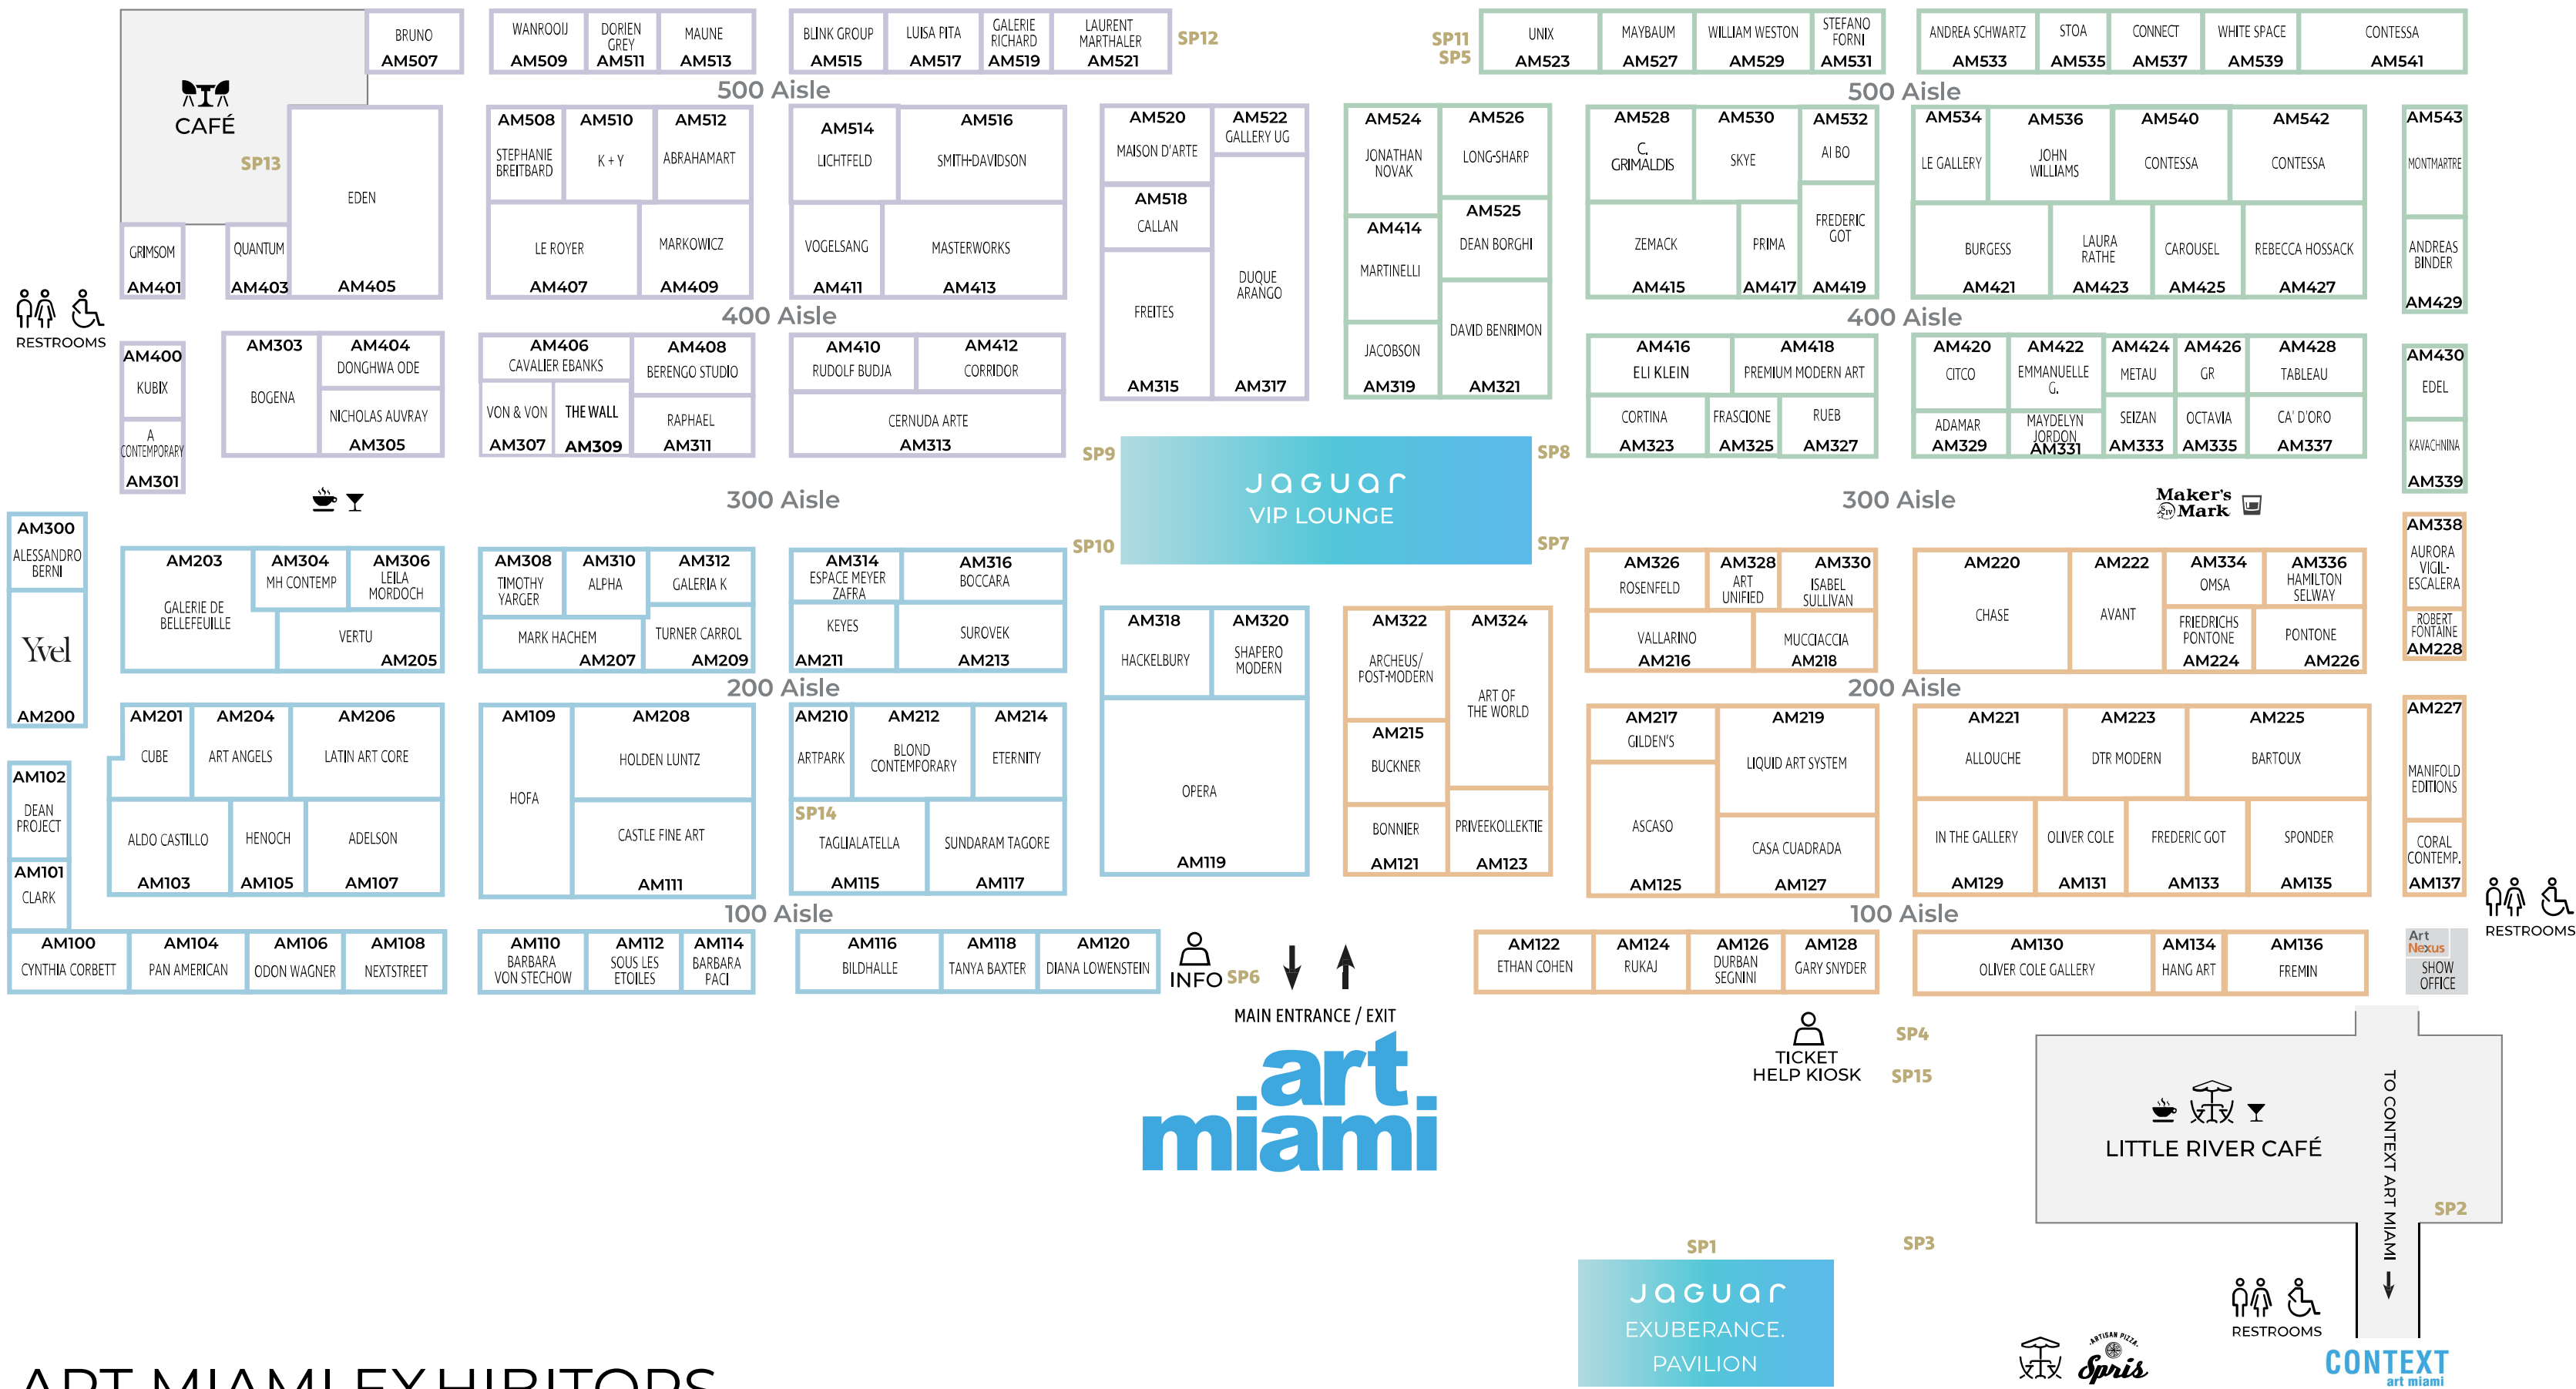 BRUNO
AM507
WANROOIJ
AM509
DORIEN
GREY
AM511
MAUNE
AM513
BLINK GROUP
AM515
LUISA PITA
AM517
GALERIE
RICHARD
AM519
LAURENT
MARTHALER
AM521
SP12
SP11
SP5
UNIX
AM523
MAYBAUM
AM527
WILLIAM WESTON
AM529
STEFANO
FORNI
AM531
ANDREA SCHWARTZ
AM533
STOA
AM535
CONNECT
AM537
WHITE SPACE
AM539
CONTESSA
AM541
500 Aisle
500 Aisle
CAFÉ
SP13
EDEN
AM405
AM508
STEPHANIE
BREITBARD
AM510
K + Y
AM512
ABRAHAMART
AM514
LICHTFELD
AM516
SMITH-DAVIDSON
AM520
MAISON D'ARTE
AM522
GALLERY UG
AM524
JONATHAN
NOVAK
AM526
LONG-SHARP
AM528
C.
GRIMALDIS
AM530
SKYE
AM532
AI BO
AM534
LE GALLERY
AM536
JOHN
WILLIAMS
AM540
CONTESSA
AM542
CONTESSA
AM543
MONTMARTRE
GRIMSOM
AM401
QUANTUM
AM403
LE ROYER
AM407
MARKOWICZ
AM409
VOGELSANG
AM411
MASTERWORKS
AM413
AM518
CALLAN
FREITES
AM315
DUQUE
ARANGO
AM317
AM414
MARTINELLI
AM525
DEAN BORGHI
JACOBSON
AM319
DAVID BENRIMON
AM321
ZEMACK
AM415
PRIMA
AM417
FREDERIC
GOT
AM419
BURGESS
AM421
LAURA
RATHE
AM423
CAROUSEL
AM425
REBECCA HOSSACK
AM427
ANDREAS
BINDER
AM429
RESTROOMS
400 Aisle
400 Aisle
AM400
KUBIX
A
CONTEMPORARY
AM301
AM303
BOGENA
AM404
DONGHWA ODE
NICHOLAS AUVRAY
AM305
AM406
CAVALIER EBANKS
AM408
BERENGO STUDIO
VON & VON
AM307
THE WALL
AM309
RAPHAEL
AM311
AM410
RUDOLF BUDJA
AM412
CORRIDOR
CERNUDA ARTE
AM313
AM416
ELI KLEIN
AM418
PREMIUM MODERN ART
CORTINA
AM323
FRASCIONE
AM325
RUEB
AM327
AM420
CITCO
AM422
EMMANUELLE
G.
AM424
METAU
AM426
GR
AM428
TABLEAU
ADAMAR
AM329
MAYDELYN
JORDON
AM331
SEIZAN
AM333
OCTAVIA
AM335
CA' D'ORO
AM337
AM430
EDEL
KAVACHNINA
AM339
SP9
SP8
JAGUAR
VIP LOUNGE
SP10
SP7
300 Aisle
300 Aisle
Maker's
Mark
AM300
ALESSANDRO
BERNI
Yvel
AM200
AM203
GALERIE DE
BELLEFEUILLE
AM304
MH CONTEMP
AM306
LEILA
MORDOCH
VERTU
AM205
AM308
TIMOTHY
YARGER
AM310
ALPHA
AM312
GALERIA K
MARK HACHEM
AM207
TURNER CARROL
AM209
AM314
ESPACE MEYER
ZAFRA
AM316
BOCCARA
KEYES
AM211
SUROVEK
AM213
AM318
HACKELBURY
AM320
SHAPERO
MODERN
AM322
ARCHEUS/
POST-MODERN
AM324
ART OF
THE WORLD
AM326
ROSENFELD
AM328
ART
UNIFIED
AM330
ISABEL
SULLIVAN
VALLARINO
AM216
MUCCIACCIA
AM218
AM220
CHASE
AM222
AVANT
AM334
OMSA
AM336
HAMILTON
SELWAY
FRIEDRICHS
PONTONE
AM224
PONTONE
AM226
AM338
AURORA
VIGIL-
ESCALERA
ROBERT
FONTAINE
AM228
200 Aisle
200 Aisle
AM102
DEAN
PROJECT
AM101
CLARK
AM201
CUBE
AM204
ART ANGELS
AM206
LATIN ART CORE
ALDO CASTILLO
AM103
HENOCH
AM105
ADELSON
AM107
AM109
HOFA
AM208
HOLDEN LUNTZ
CASTLE FINE ART
AM111
AM210
ARTPARK
AM212
BLOND
CONTEMPORARY
AM214
ETERNITY
SP14
TAGLIALATELLA
AM115
SUNDARAM TAGORE
AM117
OPERA
AM119
AM215
BUCKNER
BONNIER
AM121
PRIVEEKOLLEKTIE
AM123
AM217
GILDEN'S
AM219
LIQUID ART SYSTEM
ASCASO
AM125
CASA CUADRADA
AM127
AM221
ALLOUCHE
AM223
DTR MODERN
AM225
BARTOUX
IN THE GALLERY
AM129
OLIVER COLE
AM131
FREDERIC GOT
AM133
SPONDER
AM135
AM227
MANIFOLD
EDITIONS
CORAL
CONTEMP.
AM137
RESTROOMS
100 Aisle
100 Aisle
AM100
CYNTHIA CORBETT
AM104
PAN AMERICAN
AM106
ODON WAGNER
AM108
NEXTSTREET
AM110
BARBARA
VON STECHOW
AM112
SOUS LES
ETOILES
AM114
BARBARA
PACI
AM116
BILDHALLE
AM118
TANYA BAXTER
AM120
DIANA LOWENSTEIN
INFO
SP6
MAIN ENTRANCE / EXIT
AM122
ETHAN COHEN
AM124
RUKAJ
AM126
DURBAN
SEGNINI
AM128
GARY SNYDER
AM130
OLIVER COLE GALLERY
AM134
HANG ART
AM136
FREMIN
Art
Nexus
SHOW
OFFICE
art
miami
TICKET
HELP KIOSK
SP4
SP15
LITTLE RIVER CAFÉ
TO CONTEXT ART MIAMI
SP2
SP3
SP1
JAGUAR
EXUBERANCE.
PAVILION
RESTROOMS
ARTISAN PIZZA
Spris
CONTEXT
art miami
ART MIAMI EXHIBITORS